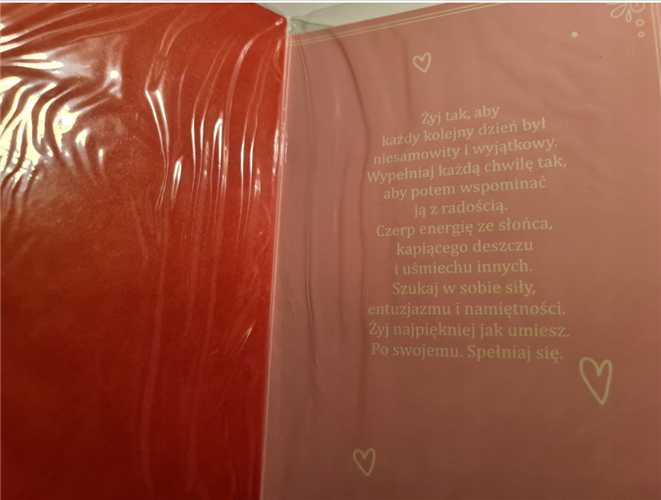 Żyj tak, aby
każdy kolejny dzień był
niesamowity i wyjątkowy.
Wypełniaj każdą chwilę tak,
aby potem wspominać
ją z radością.
Czerp energię ze słońca,
kapiącego deszczu
i uśmiechu innych.
Szukaj w sobie siły,
entuzjazmu i namiętności.
Żyj najpiękniej jak umiesz.
Po swojemu. Spełniaj się.